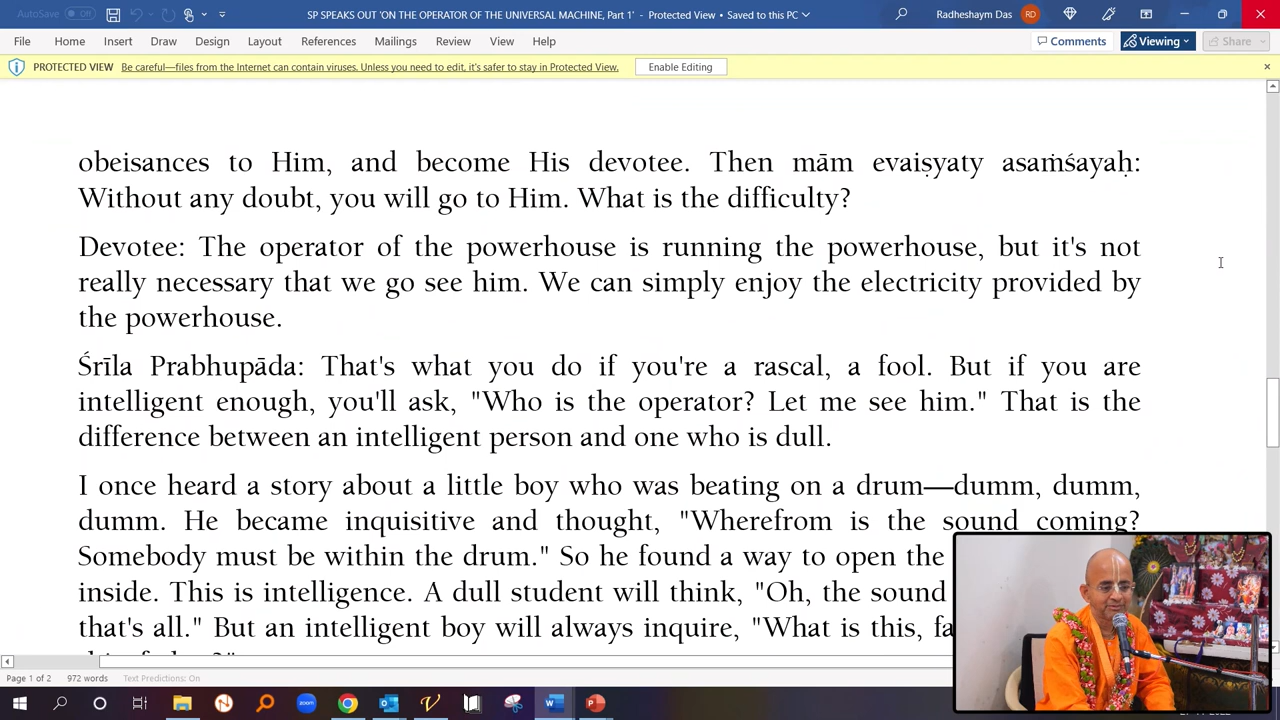 AutoSave Off
SP SPEAKS OUT 'ON THE OPERATOR OF THE UNIVERSAL MACHINE, Part 1' - Protected View • Saved to this PC
Radheshaym Das RD
File Home Insert Draw Design Layout References Mailings Review View Help
Comments Viewing Share
PROTECTED VIEW Be careful—files from the Internet can contain viruses. Unless you need to edit, it's safer to stay in Protected View. Enable Editing
obeisances to Him, and become His devotee. Then mām evaiṣyaty asaṁśayaḥ:
Without any doubt, you will go to Him. What is the difficulty?
Devotee: The operator of the powerhouse is running the powerhouse, but it's not
really necessary that we go see him. We can simply enjoy the electricity provided by
the powerhouse.
Śrīla Prabhupāda: That's what you do if you're a rascal, a fool. But if you are
intelligent enough, you'll ask, "Who is the operator? Let me see him." That is the
difference between an intelligent person and one who is dull.
I once heard a story about a little boy who was beating on a drum—dumm, dumm,
dumm. He became inquisitive and thought, "Wherefrom is the sound coming?
Somebody must be within the drum." So he found a way to open the
inside. This is intelligence. A dull student will think, "Oh, the sound
that's all." But an intelligent boy will always inquire, "What is this,
Page 1 of 2 972 words Text Predictions: On
zoom